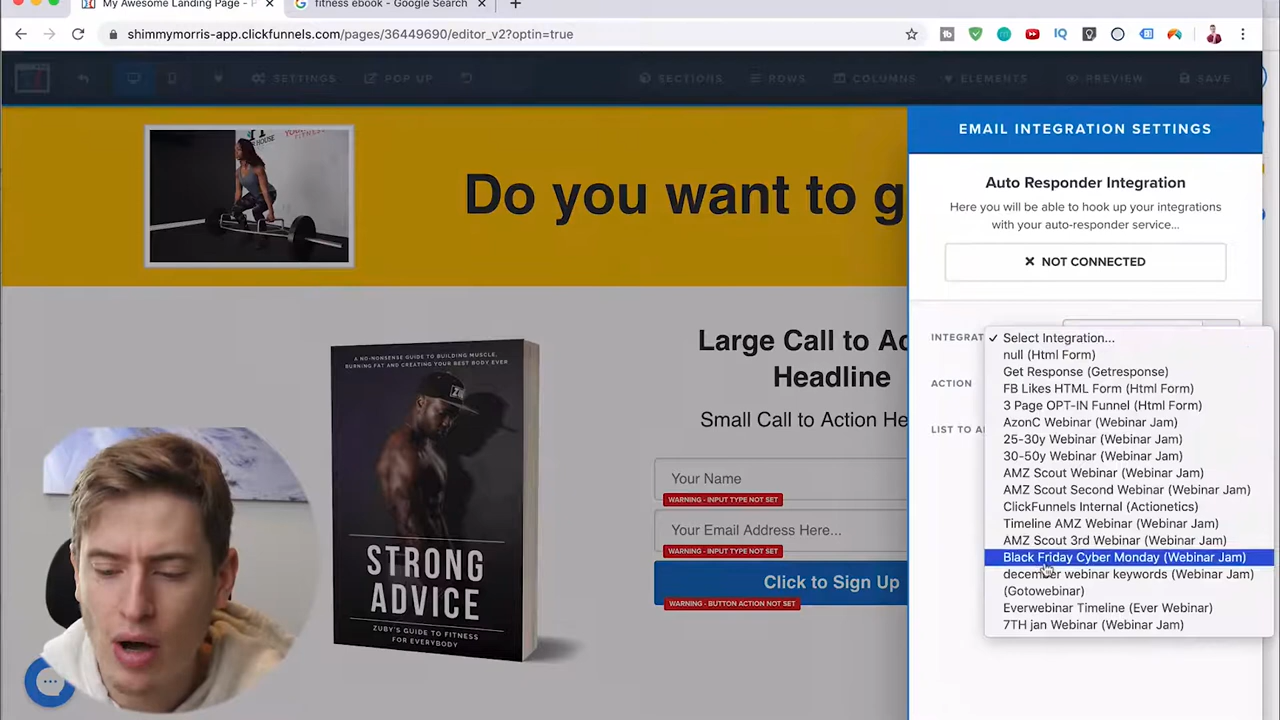 My Awesome Landing Page - P
fitness ebook - Google Search
shimmymorris-app.clickfunnels.com/pages/36449690/editor_v2?optin=true
SETTINGS
POP UP
SECTIONS
ROWS
COLUMNS
ELEMENTS
PREVIEW
SAVE
EMAIL INTEGRATION SETTINGS
Auto Responder Integration
Here you will be able to hook up your integrations
with your auto-responder service...
NOT CONNECTED
Do you want to g
INTEGRAT
Select Integration...
null (Html Form)
Get Response (Getresponse)
FB Likes HTML Form (Html Form)
3 Page OPT-IN Funnel (Html Form)
AzonC Webinar (Webinar Jam)
25-30y Webinar (Webinar Jam)
30-50y Webinar (Webinar Jam)
AMZ Scout Webinar (Webinar Jam)
AMZ Scout Second Webinar (Webinar Jam)
ClickFunnels Internal (Actionetics)
Timeline AMZ Webinar (Webinar Jam)
AMZ Scout 3rd Webinar (Webinar Jam)
Black Friday Cyber Monday (Webinar Jam)
december webinar keywords (Webinar Jam)
(Gotowebinar)
Everwebinar Timeline (Ever Webinar)
7TH jan Webinar (Webinar Jam)
ACTION
LIST TO A
Large Call to Ac
Headline
Small Call to Action He
Your Name
WARNING - INPUT TYPE NOT SET
Your Email Address Here...
WARNING - INPUT TYPE NOT SET
Click to Sign Up
WARNING - BUTTON ACTION NOT SET
A NO-NONSENSE GUIDE TO BUILDING MUSCLE,
BURNING FAT AND CREATING YOUR BEST BODY EVER
STRONG
ADVICE
ZUBY'S GUIDE TO FITNESS
FOR EVERYBODY